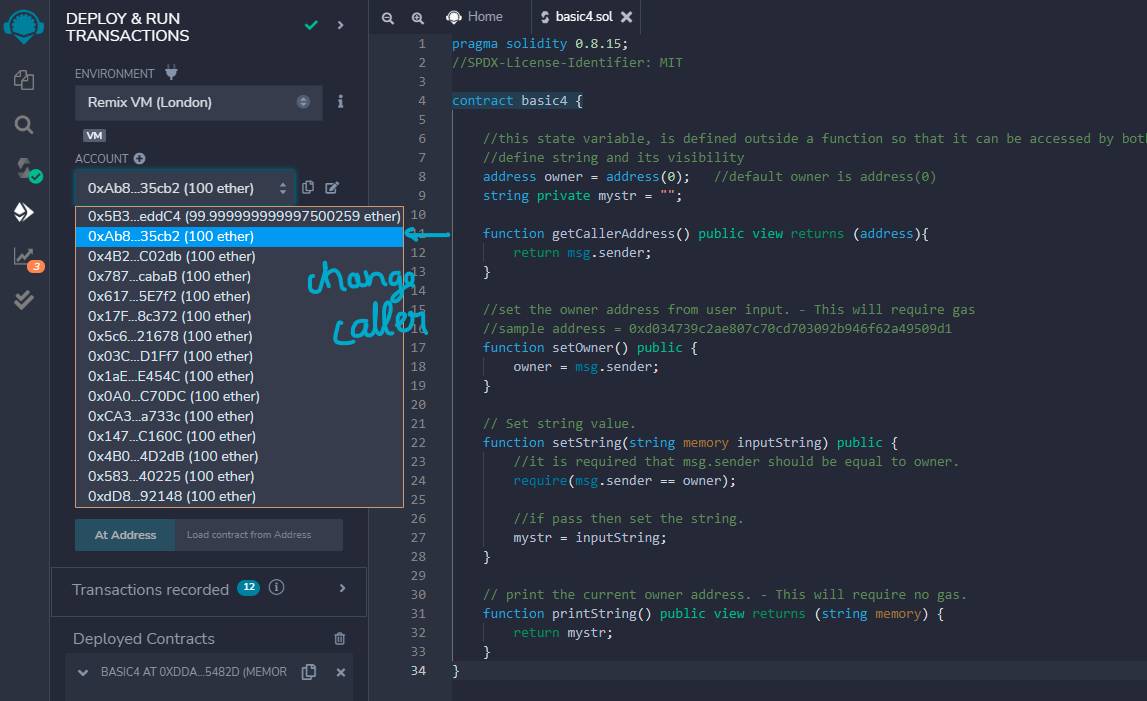 DEPLOY & RUN
TRANSACTIONS
ENVIRONMENT
Remix VM (London)
VM
ACCOUNT
0xAb8...35cb2 (100 ether)
0x5B3...eddC4 (99.999999999997500259 ether)
0xAb8...35cb2 (100 ether)
0x4B2...C02db (100 ether)
0x787...cabaB (100 ether)
0x617...5E7f2 (100 ether)
0x17F...8c372 (100 ether)
0x5c6...21678 (100 ether)
0x03C...D1Ff7 (100 ether)
0x1aE...E454C (100 ether)
0x0A0...C70DC (100 ether)
0xCA3...a733c (100 ether)
0x147...C160C (100 ether)
0x4B0...4D2dB (100 ether)
0x583...40225 (100 ether)
0xdD8...92148 (100 ether)
change
caller
At Address
Load contract from Address
Transactions recorded 12
Deployed Contracts
BASIC4 AT 0XDDA...5482D (MEMOR
3
Home
basic4.sol
1 pragma solidity 0.8.15;
2 //SPDX-License-Identifier: MIT
3
4 contract basic4 {
5
6 //this state variable, is defined outside a function so that it can be accessed by both
7 //define string and its visibility
8 address owner = address(0); //default owner is address(0)
9 string private mystr = "";
10
11 function getCallerAddress() public view returns (address){
12 return msg.sender;
13 }
14
15 //set the owner address from user input. - This will require gas
16 //sample address = 0xd034739c2ae807c70cd703092b946f62a49509d1
17 function setOwner() public {
18 owner = msg.sender;
19 }
20
21 // Set string value.
22 function setString(string memory inputString) public {
23 //it is required that msg.sender should be equal to owner.
24 require(msg.sender == owner);
25
26 //if pass then set the string.
27 mystr = inputString;
28 }
29
30 // print the current owner address. - This will require no gas.
31 function printString() public view returns (string memory) {
32 return mystr;
33 }
34 }